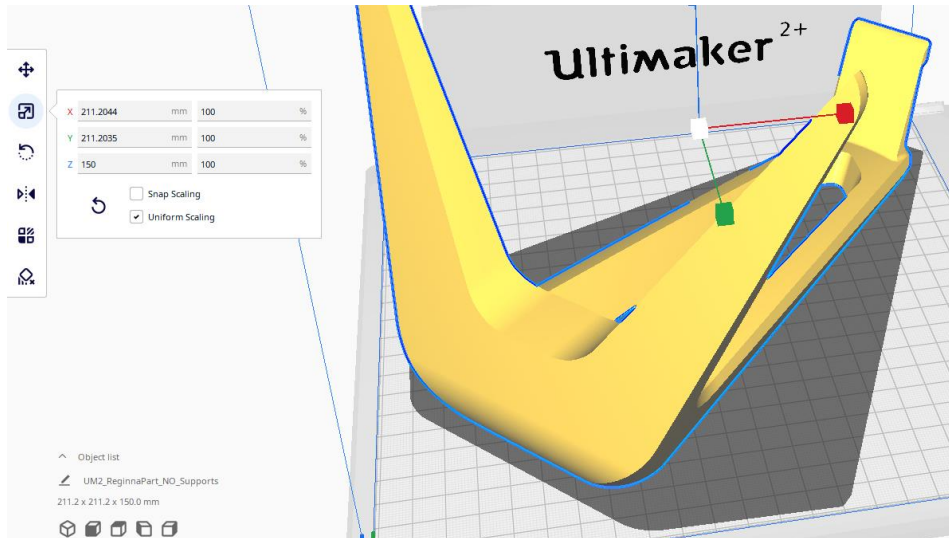 Ultimaker 2+
X 211.2044 mm 100 %
Y 211.2035 mm 100 %
Z 150 mm 100 %
Snap Scaling
Uniform Scaling
Object list
UM2_ReginnaPart_NO_Supports
211.2 x 211.2 x 150.0 mm